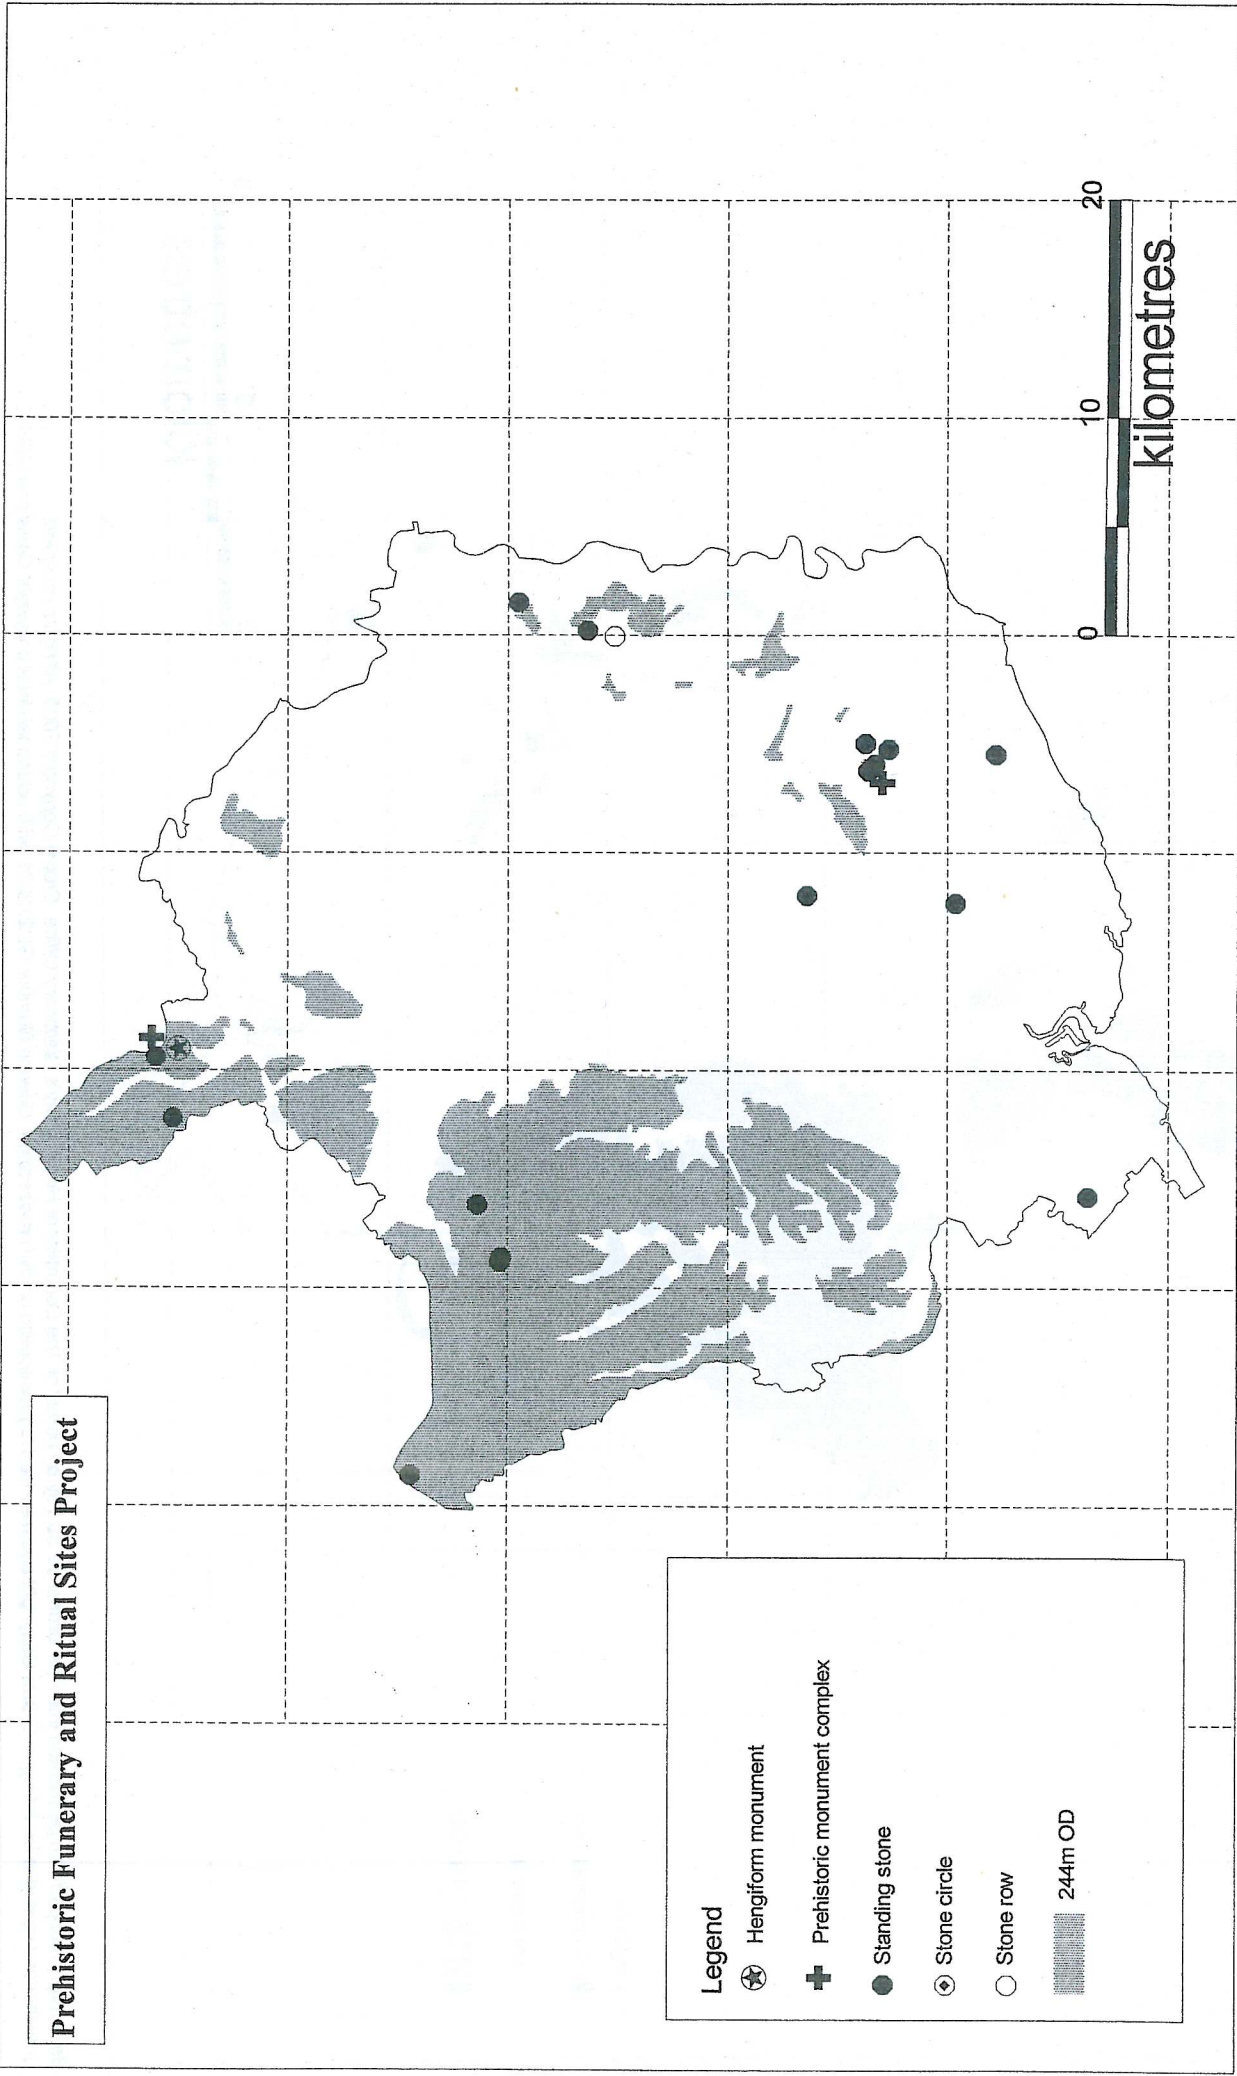 Prehistoric Funerary and Ritual Sites Project
Legend
Hengiform monument
Prehistoric monument complex
Standing stone
Stone circle
Stone row
244m OD
0 10 20
kilometres